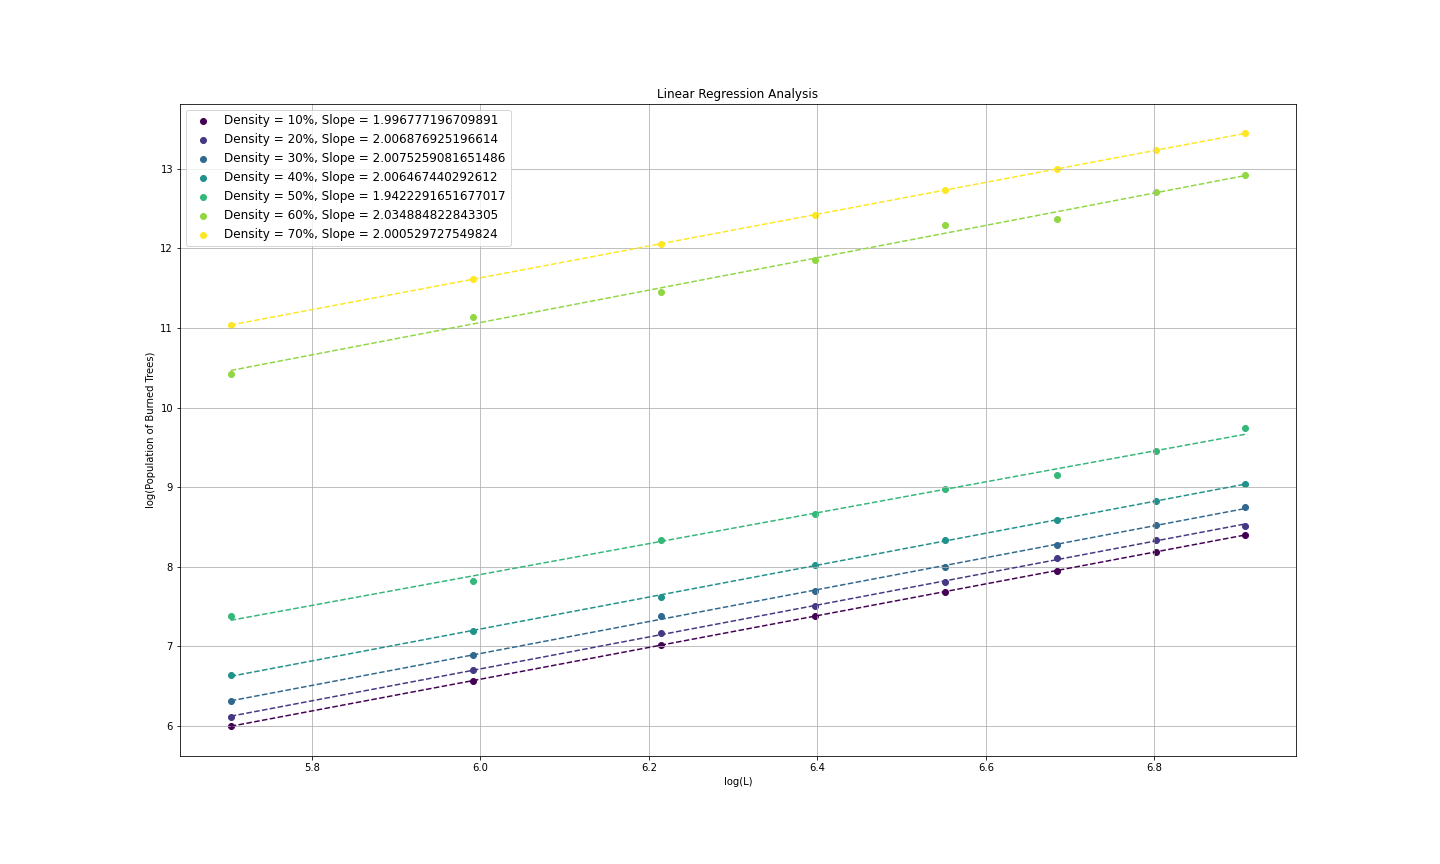 Linear Regression Analysis
Density = 10%, Slope = 1.996777196709891
Density = 20%, Slope = 2.006876925196614
Density = 30%, Slope = 2.0075259081651486
Density = 40%, Slope = 2.006467440292612
Density = 50%, Slope = 1.9422291651677017
Density = 60%, Slope = 2.034884822843305
Density = 70%, Slope = 2.000529727549824
log(Population of Burned Trees)
13
12
11
10
9
8
7
6
5.8 6.0 6.2 6.4 6.6 6.8
log(L)